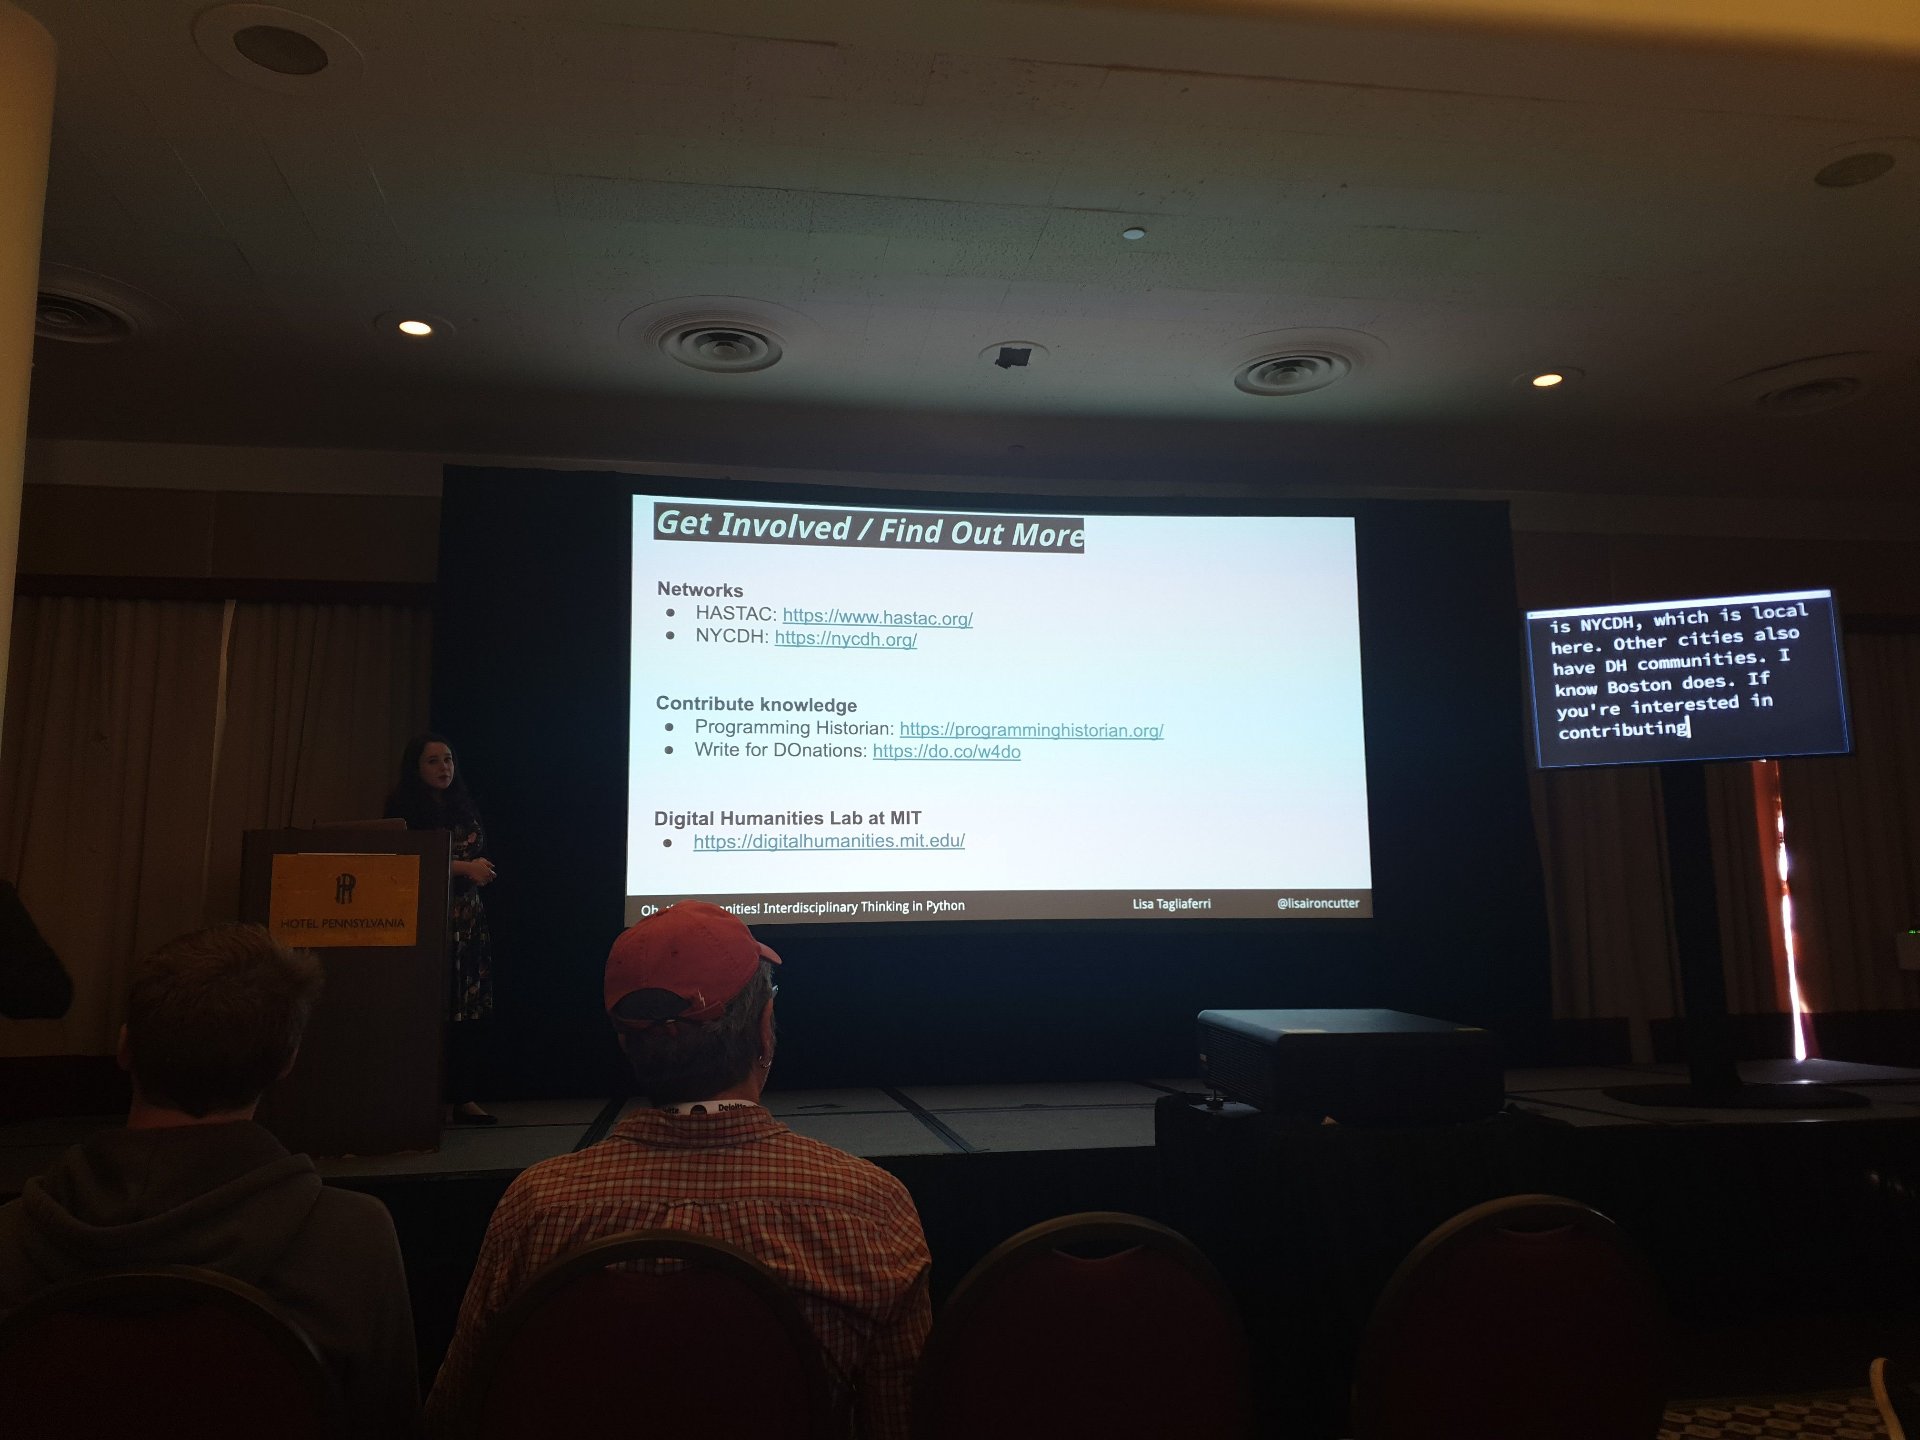 Get Involved / Find Out More
Networks
● HASTAC: https://www.hastac.org/
● NYCDH: https://nycdh.org/
Contribute knowledge
● Programming Historian: https://programminghistorian.org/
● Write for DOnations: https://do.co/w4do
Digital Humanities Lab at MIT
● https://digitalhumanities.mit.edu/
Interdisciplinary Thinking in Python Lisa Tagliaferri @lisaironcutter
is NYCDH, which is local
here. Other cities also
have DH communities. I
know Boston does. If
you're interested in
contributing
HOTEL PENNSYLVANIA
Deloitte